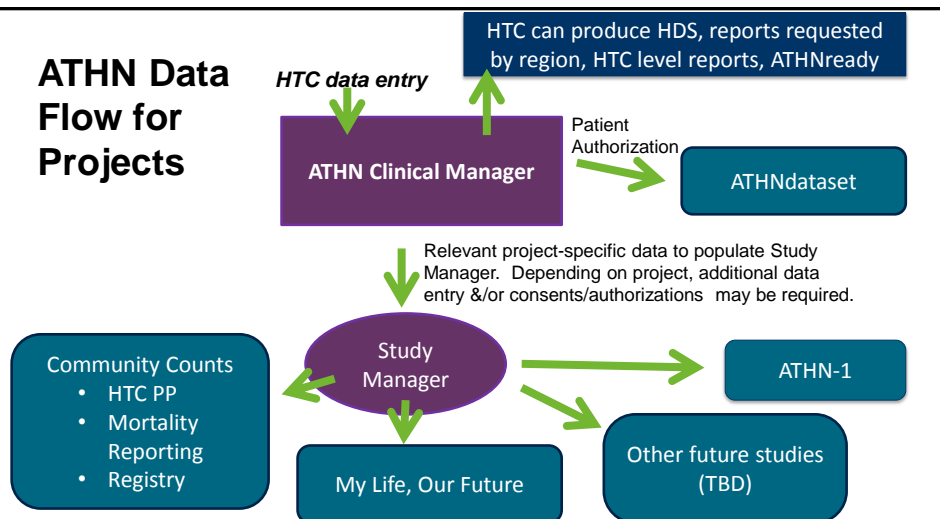 ATHN Data
Flow for
Projects
HTC data entry
HTC can produce HDS, reports requested
by region, HTC level reports, ATHNready
ATHN Clinical Manager
Patient
Authorization
ATHNdataset
Relevant project-specific data to populate Study
Manager. Depending on project, additional data
entry &/or consents/authorizations may be required.
Study
Manager
Community Counts
• HTC PP
• Mortality
Reporting
• Registry
My Life, Our Future
Other future studies
(TBD)
ATHN-1